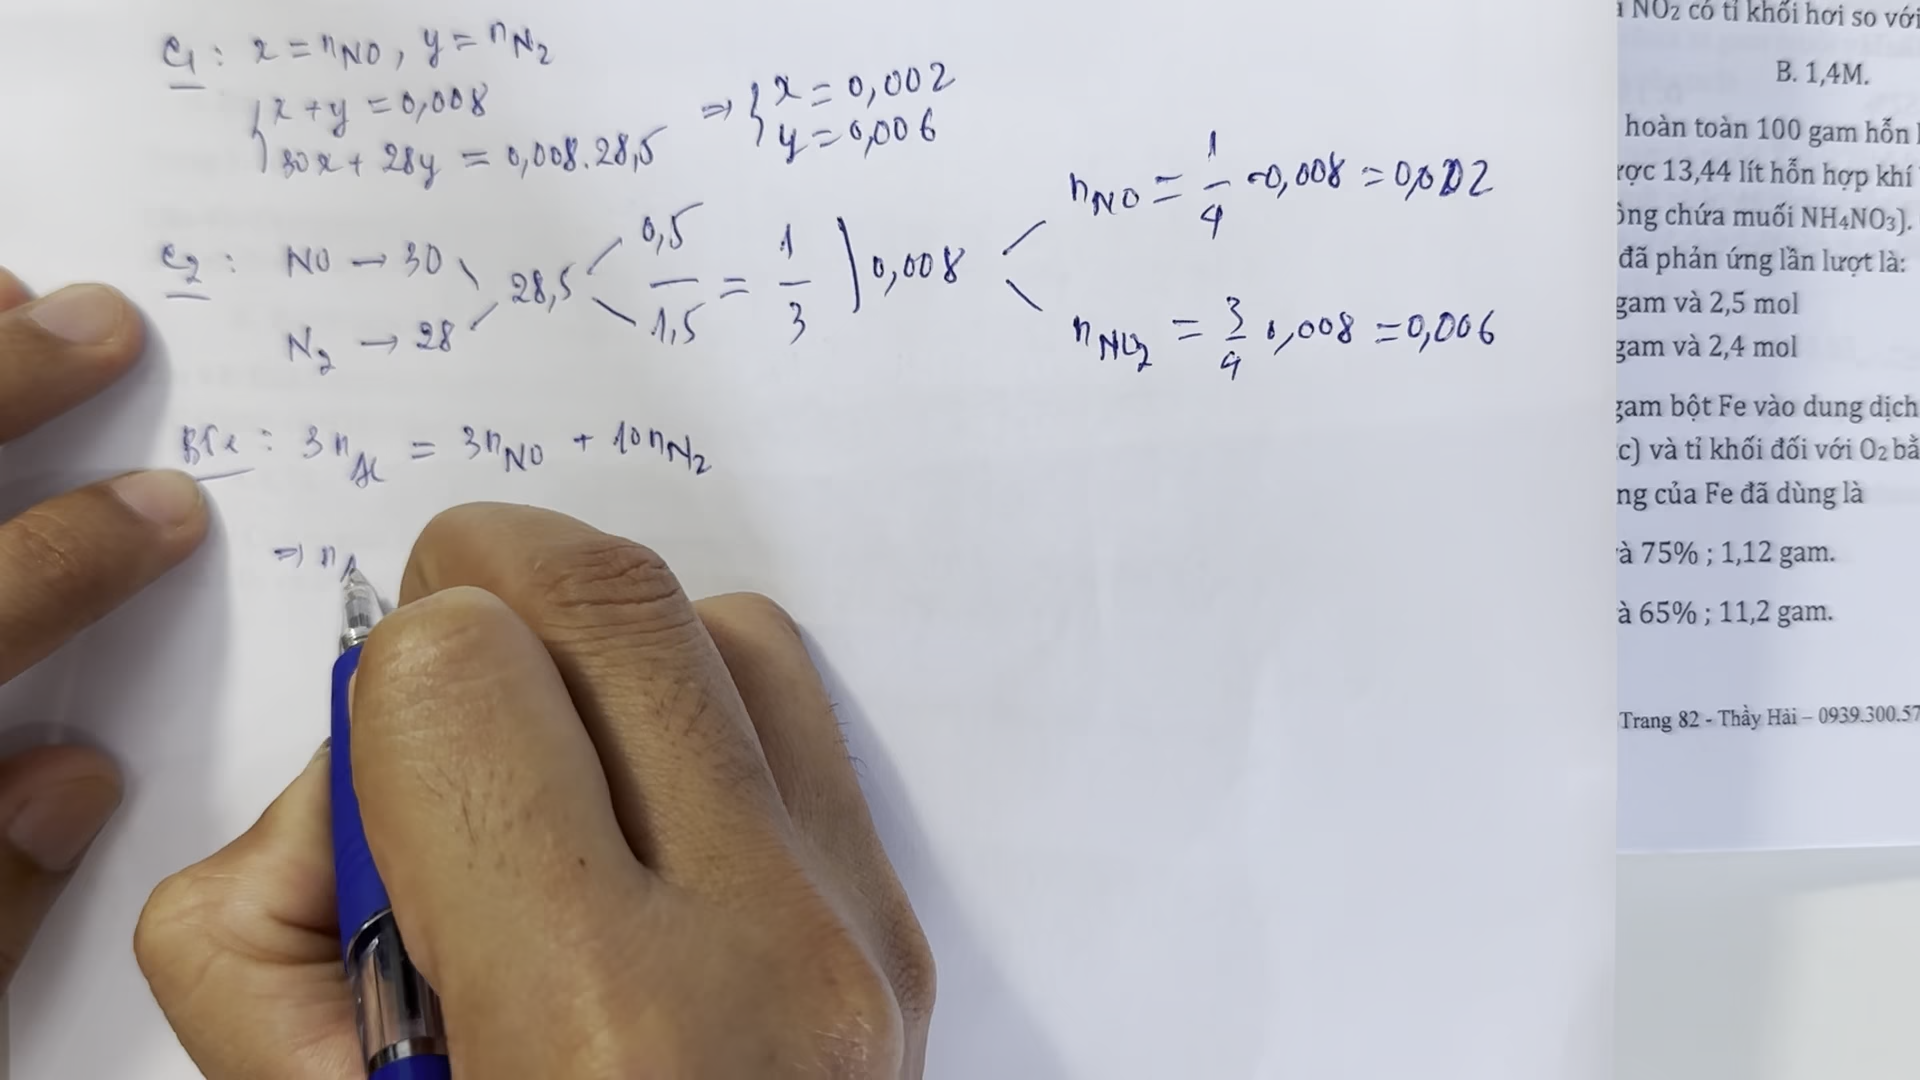 C1 : x = nNO , y = nN2
x + y = 0,008
30x + 28y = 0,008.28,5
=> x = 0,002
y = 0,006
C2 : NO → 30
N2 → 28
28,5
0,5
1,5
= 1/3
0,008
nNO = 1/4 . 0,008 = 0,002
nNO2 = 3/4 . 0,008 = 0,006
BTe : 3nAl = 3nNO + 10nN2
=> n
NO2 có tỉ khối hơi so với
B. 1,4M.
hoàn toàn 100 gam hỗn
13,44 lít hỗn hợp khí
chứa muối NH4NO3).
đã phản ứng lần lượt là:
gam và 2,5 mol
gam và 2,4 mol
gam bột Fe vào dung dịch
c) và tỉ khối đối với O2
của Fe đã dùng là
à 75% ; 1,12 gam.
à 65% ; 11,2 gam.
Trang 82 - Thầy Hải – 0939.300.57